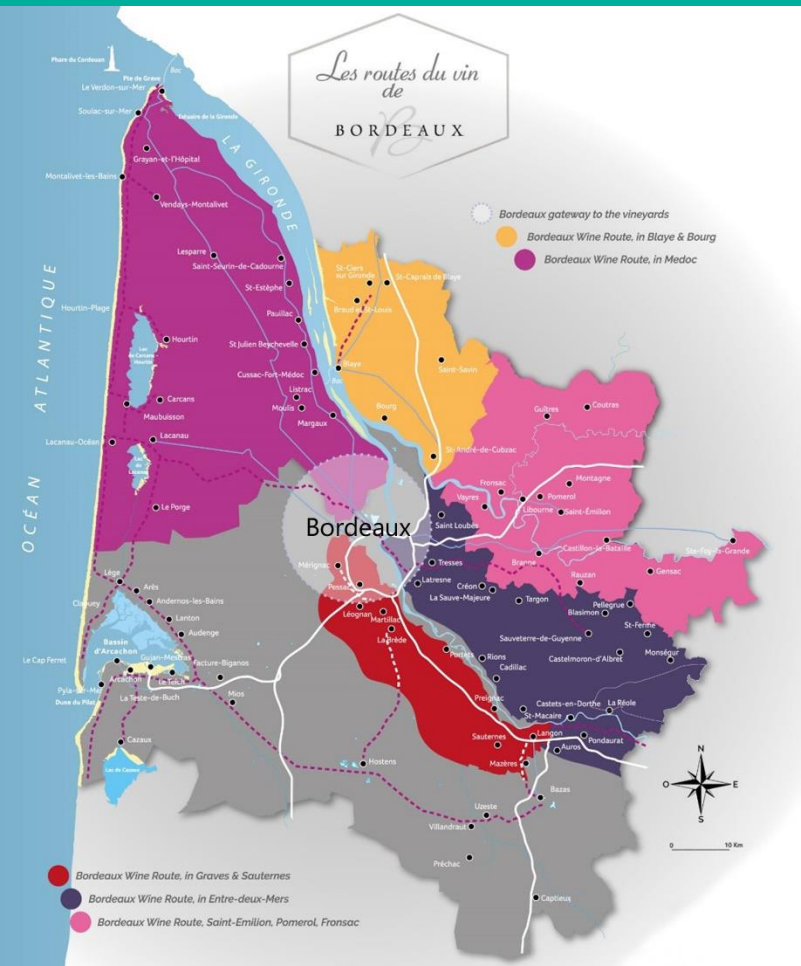 Les routes du vin
de
BORDEAUX
Phare du Cordouan
Pte de Grave
Bac
Le Verdon-sur-Mer
Soulac-sur-Mer
Estuaire de la Gironde
LA GIRONDE
Grayan-et-l'Hôpital
Montalivet-les-Bains
Vendays-Montalivet
Bordeaux gateway to the vineyards
Bordeaux Wine Route, in Blaye & Bourg
Bordeaux Wine Route, in Medoc
Lesparre
Saint-Seurin-de-Cadourne
St-Ciers
sur Gironde
St-Caprais de Blaye
St-Estèphe
OCÉAN ATLANTIQUE
Hourtin-Plage
Pauillac
Hourtin
St Julien Beychevelle
Lac
de Carcans-
Hourtin
Blaye
Saint-Savin
Cussac-Fort-Médoc
Bac
Listrac
Carcans
Moulis
Maubuisson
Margaux
Bourg
Guîtres
Coutras
Lacanau-Océan
Lacanau
Lac
de
Lacanau
St-André-de-Cubzac
Montagne
Fronsac
Pomerol
Vayres
Libourne
Saint-Émilion
Le Porge
Bordeaux
Saint Loubès
Castillon-la-Bataille
Ste-Foy-la-Grande
Branne
Mérignac
Tresses
Gensac
Rauzan
Lège
Arès
Pessac
Latresne
Créon
La Sauve-Majeure
Targon
Pellegrue
Blasimon
Claouey
Andernos-les-Bains
Léognan
Martillac
St-Ferme
Lanton
Audenge
La Brède
Sauveterre-de-Guyenne
Bassin
d'Arcachon
Portets
Rions
Castelmoron-d'Albret
Monségur
Le Cap Ferret
Gujan-Mestras
Facture-Biganos
Cadillac
Arcachon
Le Teich
Pyla-sur-Mer
La Teste-de-Buch
Mios
Preignac
Castets-en-Dorthe
La Réole
Dune du Pilat
St-Macaire
Cazaux
Sauternes
Langon
Pondaurat
Auros
Lac de Cazaux
Hostens
Mazères
N
O
E
S
Bazas
Uzeste
Villandraut
0 10 Km
Préchac
Captieux
Bordeaux Wine Route, in Graves & Sauternes
Bordeaux Wine Route, in Entre-deux-Mers
Bordeaux Wine Route, Saint-Emilion, Pomerol, Fronsac